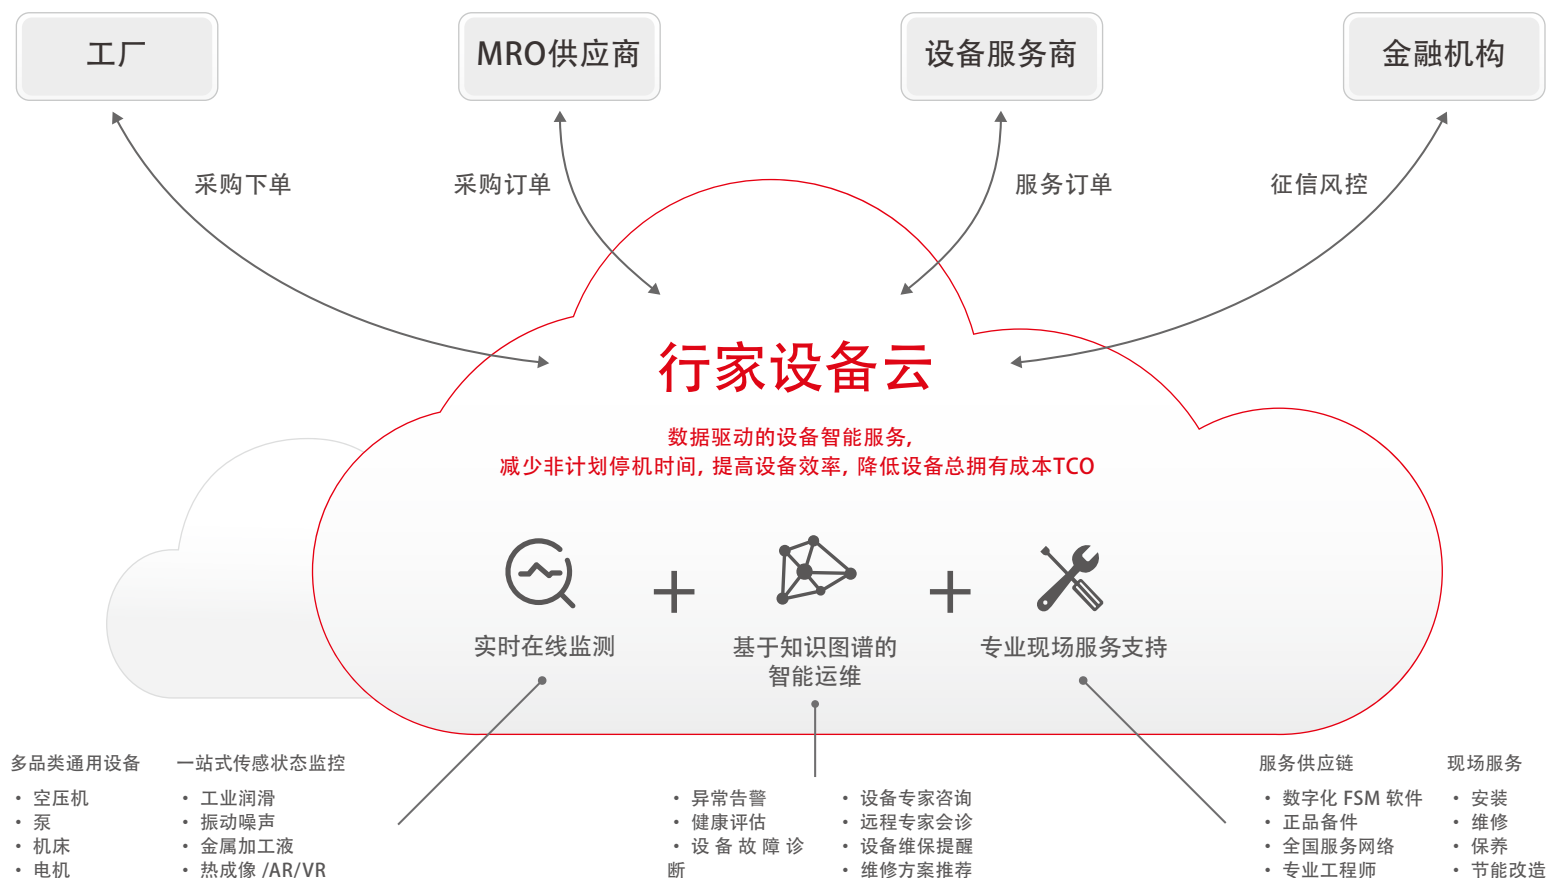 工厂
MRO供应商
设备服务商
金融机构
采购下单
采购订单
服务订单
征信风控
行家设备云
数据驱动的设备智能服务,
减少非计划停机时间, 提高设备效率, 降低设备总拥有成本TCO
实时在线监测
基于知识图谱的
智能运维
专业现场服务支持
多品类通用设备
• 空压机
• 泵
• 机床
• 电机
一站式传感状态监控
• 工业润滑
• 振动噪声
• 金属加工液
• 热成像 /AR/VR
• 异常告警
• 健康评估
• 设备故障诊
断
• 设备专家咨询
• 远程专家会诊
• 设备维保提醒
• 维修方案推荐
服务供应链
• 数字化 FSM 软件
• 正品备件
• 全国服务网络
• 专业工程师
现场服务
• 安装
• 维修
• 保养
• 节能改造